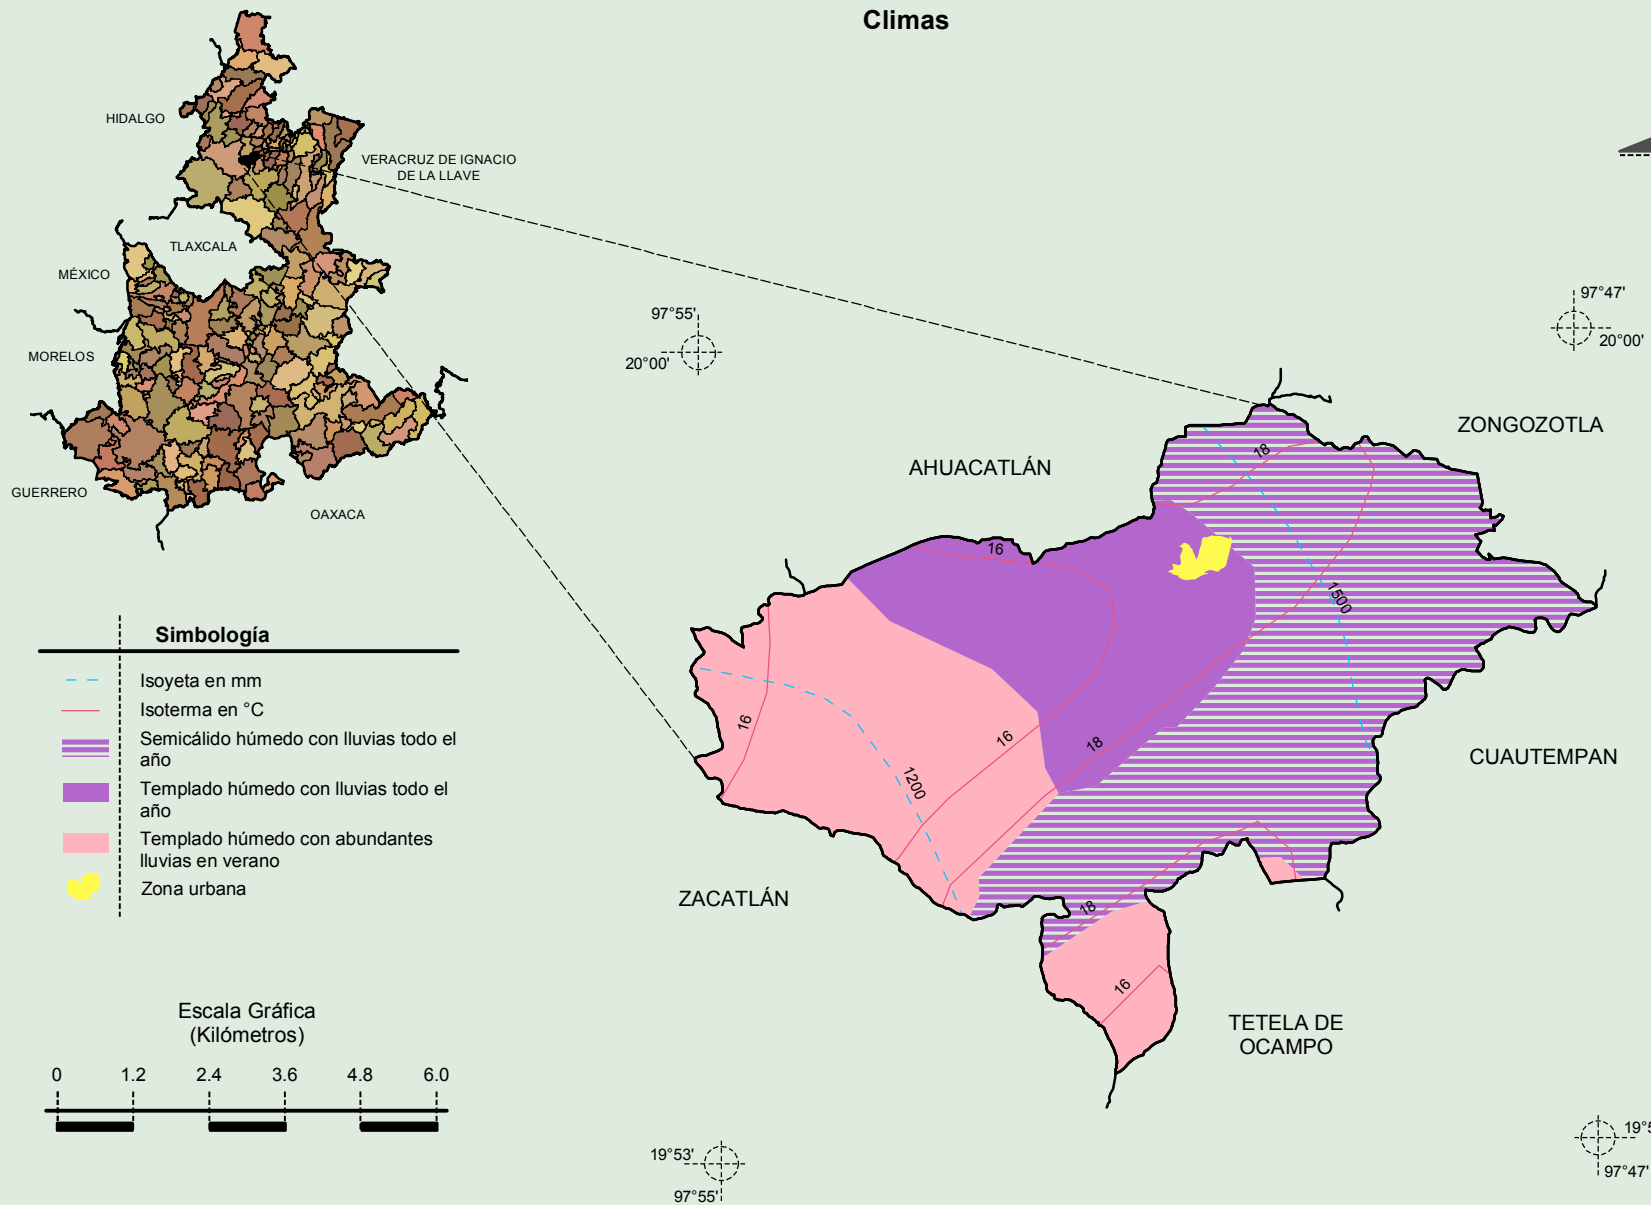 Climas
HIDALGO
VERACRUZ DE IGNACIO
DE LA LLAVE
TLAXCALA
MÉXICO
MORELOS
GUERRERO
OAXACA
97°55'
20°00'
97°47'
20°00'
ZONGOZOTLA
AHUACATLÁN
18
16
1500
16
16
18
1200
CUAUTEMPAN
ZACATLÁN
18
16
TETELA DE
OCAMPO
Simbología
Isoyeta en mm
Isoterma en °C
Semicálido húmedo con lluvias todo el
año
Templado húmedo con lluvias todo el
año
Templado húmedo con abundantes
lluvias en verano
Zona urbana
Escala Gráfica
(Kilómetros)
0 1.2 2.4 3.6 4.8 6.0
19°53'
97°55'
97°47'